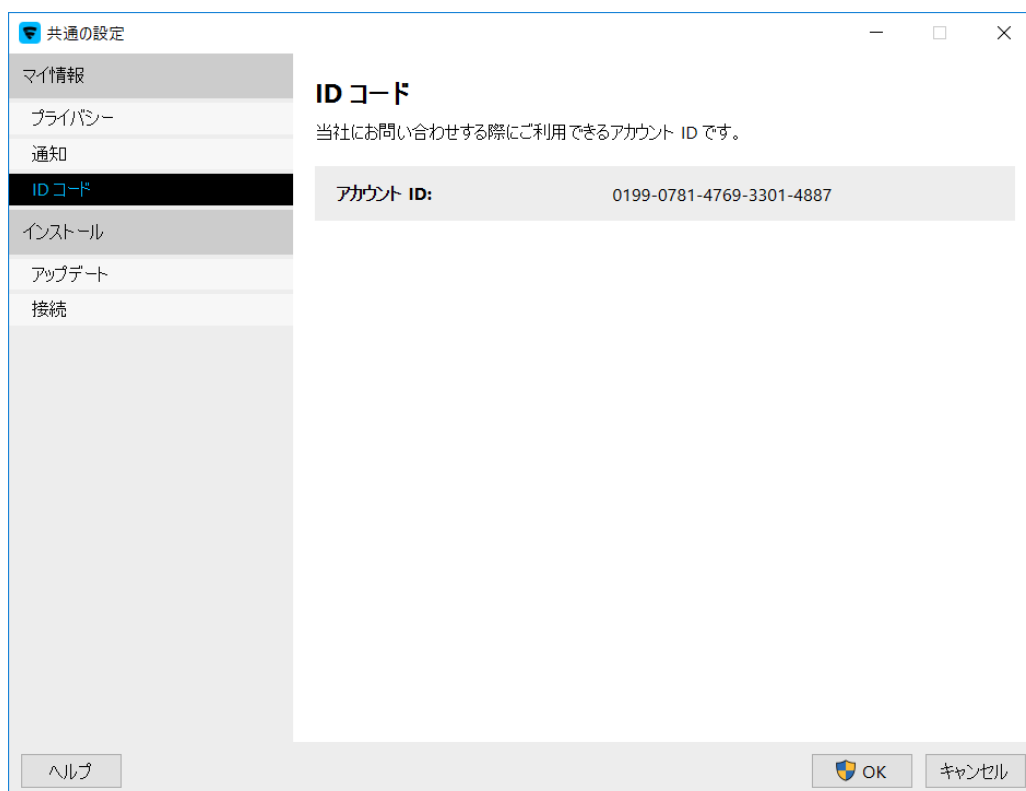 共通の設定
マイ情報
プライバシー
通知
ID コード
インストール
アップデート
接続
ID コード
当社にお問い合わせする際にご利用できるアカウント ID です。
アカウント ID: 0199-0781-4769-3301-4887
ヘルプ
OK
キャンセル